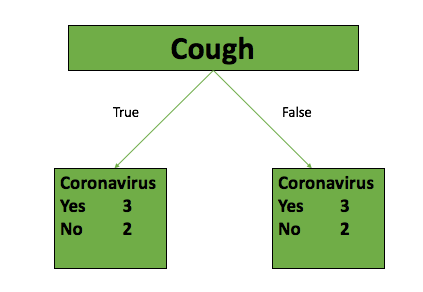 Cough
True
False
Coronavirus
Yes 3
No 2
Coronavirus
Yes 3
No 2